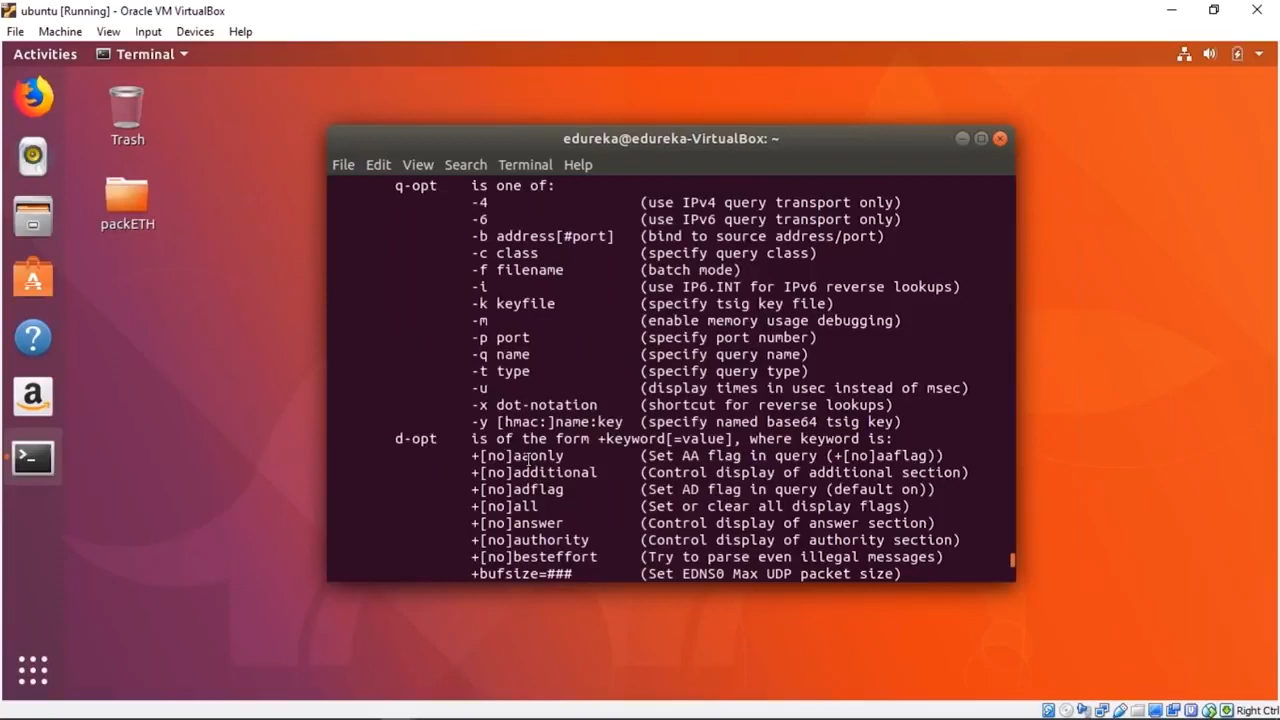 ubuntu [Running] - Oracle VM VirtualBox
File Machine View Input Devices Help
Activities Terminal
Trash
packETH
edureka@edureka-VirtualBox: ~
File Edit View Search Terminal Help
q-opt is one of:
-4 (use IPv4 query transport only)
-6 (use IPv6 query transport only)
-b address[#port] (bind to source address/port)
-c class (specify query class)
-f filename (batch mode)
-i (use IP6.INT for IPv6 reverse lookups)
-k keyfile (specify tsig key file)
-m (enable memory usage debugging)
-p port (specify port number)
-q name (specify query name)
-t type (specify query type)
-u (display times in usec instead of msec)
-x dot-notation (shortcut for reverse lookups)
-y [hmac:]name:key (specify named base64 tsig key)
d-opt is of the form +keyword[=value], where keyword is:
+[no]aaonly (Set AA flag in query (+[no]aaflag))
+[no]additional (Control display of additional section)
+[no]adflag (Set AD flag in query (default on))
+[no]all (Set or clear all display flags)
+[no]answer (Control display of answer section)
+[no]authority (Control display of authority section)
+[no]besteffort (Try to parse even illegal messages)
+bufsize=### (Set EDNS0 Max UDP packet size)
Right Ctrl